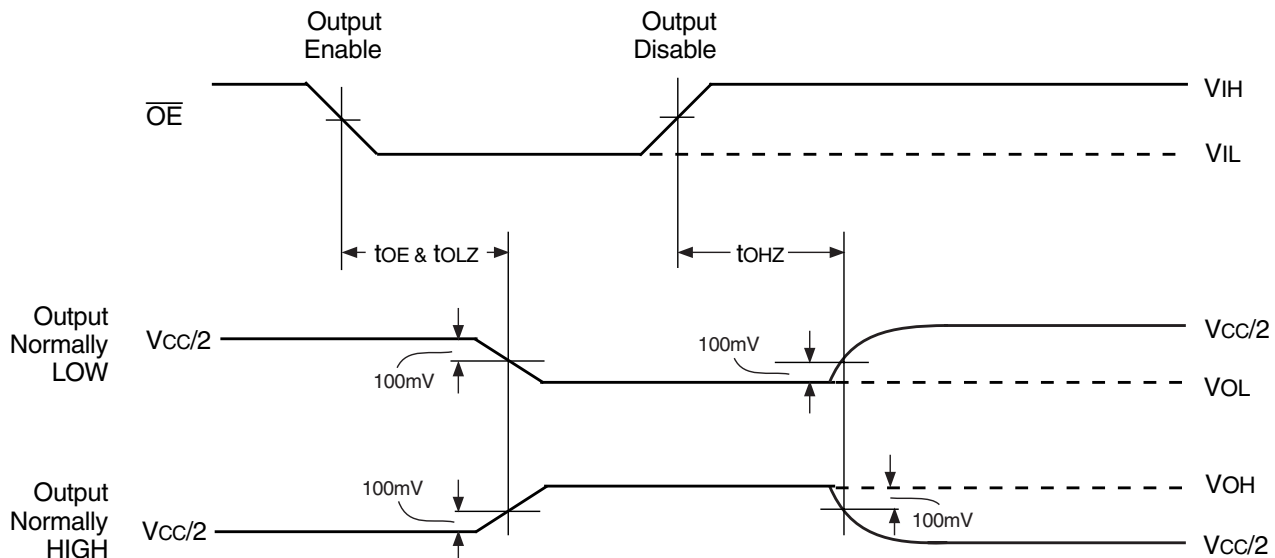 Output
Enable
Output
Disable
OE
VIH
VIL
tOE & tOLZ
tOHZ
Output
Normally
LOW
VCC/2
100mV
100mV
VCC/2
VOL
Output
Normally
HIGH
VCC/2
100mV
VOH
100mV
VCC/2